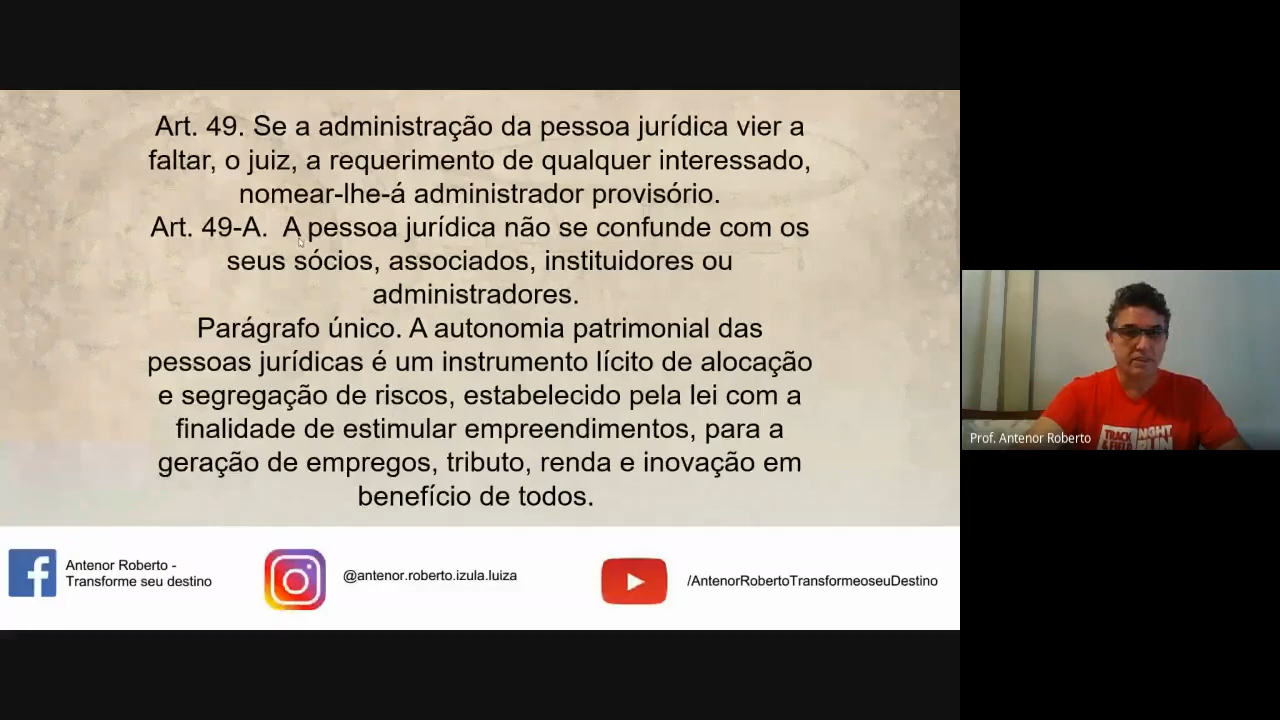 Art. 49. Se a administração da pessoa jurídica vier a
faltar, o juiz, a requerimento de qualquer interessado,
nomear-lhe-á administrador provisório.
Art. 49-A.  A pessoa jurídica não se confunde com os
seus sócios, associados, instituidores ou
administradores.
Parágrafo único. A autonomia patrimonial das
pessoas jurídicas é um instrumento lícito de alocação
e segregação de riscos, estabelecido pela lei com a
finalidade de estimular empreendimentos, para a
geração de empregos, tributo, renda e inovação em
benefício de todos.
Antenor Roberto -
Transforme seu destino
@antenor.roberto.izula.luiza
/AntenorRobertoTransformeoseuDestino
Prof. Antenor Roberto
TRACK
&FIELD
NGHT
RUN